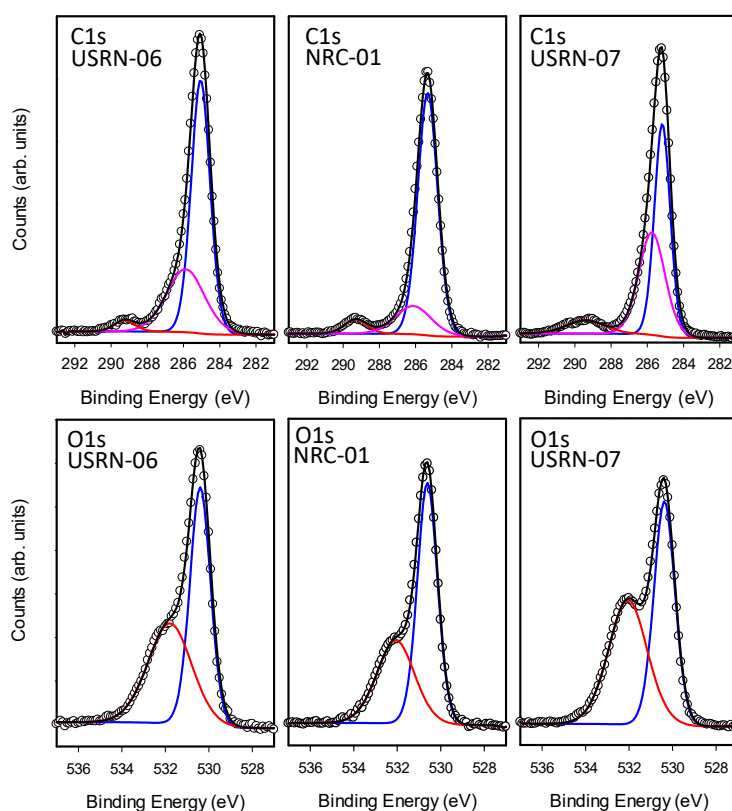 C1s
USRN-06
C1s
NRC-01
C1s
USRN-07
Counts (arb. units)
292 290 288 286 284 282
292 290 288 286 284 282
292 290 288 286 284 282
Binding Energy (eV)
Binding Energy (eV)
Binding Energy (eV)
O1s
USRN-06
O1s
NRC-01
O1s
USRN-07
Counts (arb. units)
536 534 532 530 528
536 534 532 530 528
536 534 532 530 528
Binding Energy (eV)
Binding Energy (eV)
Binding Energy (eV)